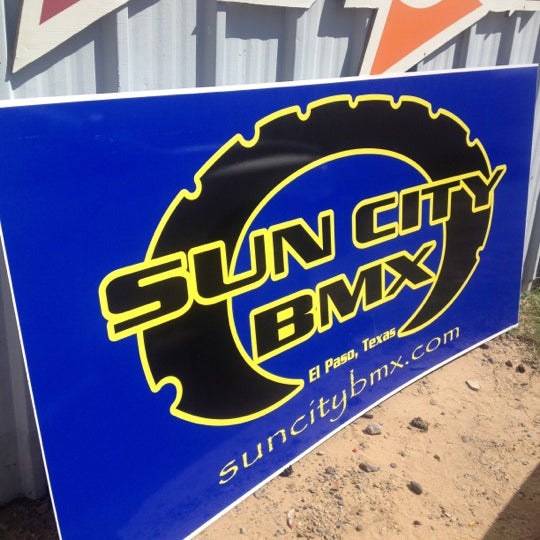 SUN CITY
BMX
El Paso, Texas
suncitybmx.com